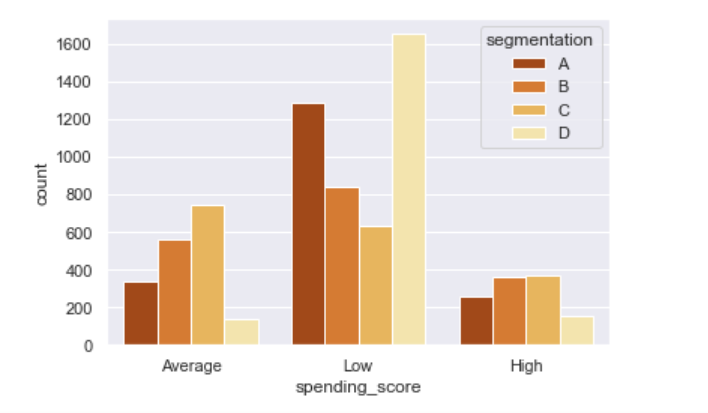 segmentation
A
B
C
D
1600
1400
1200
1000
800
600
400
200
0
count
Average Low High
spending_score